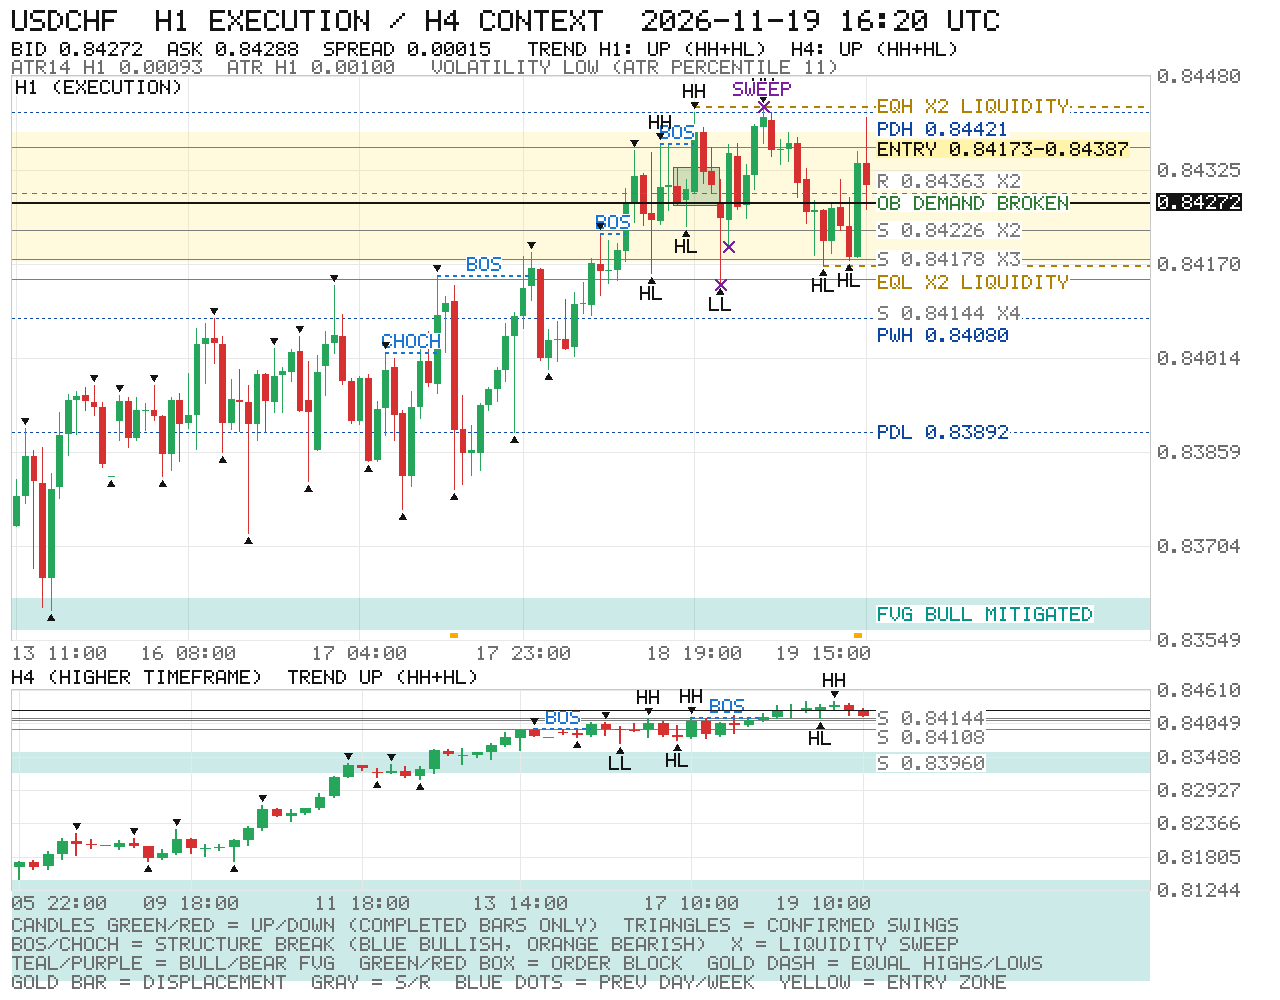 USDCHF  H1 EXECUTION / H4 CONTEXT  2026-11-19 16:20 UTC
BID 0.84272  ASK 0.84288  SPREAD 0.00015  TREND H1: UP (HH+HL)  H4: UP (HH+HL)
ATR14 H1 0.00093  ATR H1 0.00100  VOLATILITY LOW (ATR PERCENTILE 11)
H1 (EXECUTION)
0.84480
HH
SWEEP
EQH X2 LIQUIDITY
HH
BOS
PDH 0.84421
ENTRY 0.84173-0.84387
0.84325
R 0.84363 X2
OB DEMAND BROKEN
0.84272
BOS
S 0.84226 X2
HL
S 0.84178 X3
BOS
0.84170
EQL X2 LIQUIDITY
HL
LL
HL
HL
S 0.84144 X4
CHOCH
PWH 0.84080
0.84014
PDL 0.83892
0.83859
0.83704
FVG BULL MITIGATED
0.83549
13 11:00  16 08:00  17 04:00  17 23:00  18 19:00  19 15:00
H4 (HIGHER TIMEFRAME)  TREND UP (HH+HL)
HH
0.84610
HH
HH
BOS
BOS
S 0.84144
0.84049
S 0.84108
HL
LL
HL
0.83488
S 0.83960
0.82927
0.82366
0.81805
0.81244
05 22:00  09 18:00  11 18:00  13 14:00  17 10:00  19 10:00
CANDLES GREEN/RED = UP/DOWN (COMPLETED BARS ONLY)  TRIANGLES = CONFIRMED SWINGS
BOS/CHOCH = STRUCTURE BREAK (BLUE BULLISH, ORANGE BEARISH)  X = LIQUIDITY SWEEP
TEAL/PURPLE = BULL/BEAR FVG  GREEN/RED BOX = ORDER BLOCK  GOLD DASH = EQUAL HIGHS/LOWS
GOLD BAR = DISPLACEMENT  GRAY = S/R  BLUE DOTS = PREV DAY/WEEK  YELLOW = ENTRY ZONE